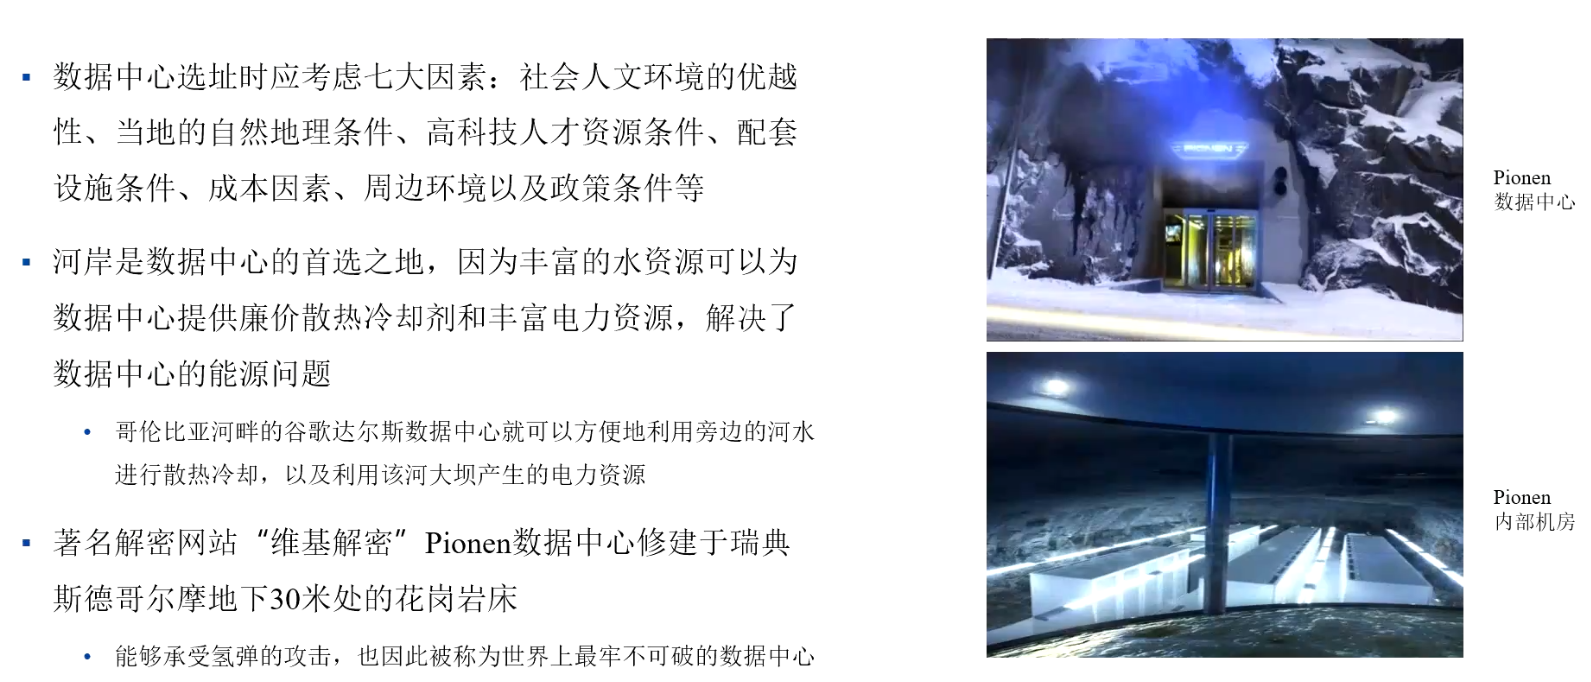 数据中心选址时应考虑七大因素：社会人文环境的优越
性、当地的自然地理条件、高科技人才资源条件、配套
设施条件、成本因素、周边环境以及政策条件等
河岸是数据中心的首选之地，因为丰富的水资源可以为
数据中心提供廉价散热冷却剂和丰富电力资源，解决了
数据中心的能源问题
哥伦比亚河畔的谷歌达尔斯数据中心就可以方便地利用旁边的河水
进行散热冷却，以及利用该河大坝产生的电力资源
著名解密网站“维基解密”Pionen数据中心修建于瑞典
斯德哥尔摩地下30米处的花岗岩床
能够承受氢弹的攻击，也因此被称为世界上最牢不可破的数据中心
PIONEN
Pionen
数据中心
Pionen
内部机房